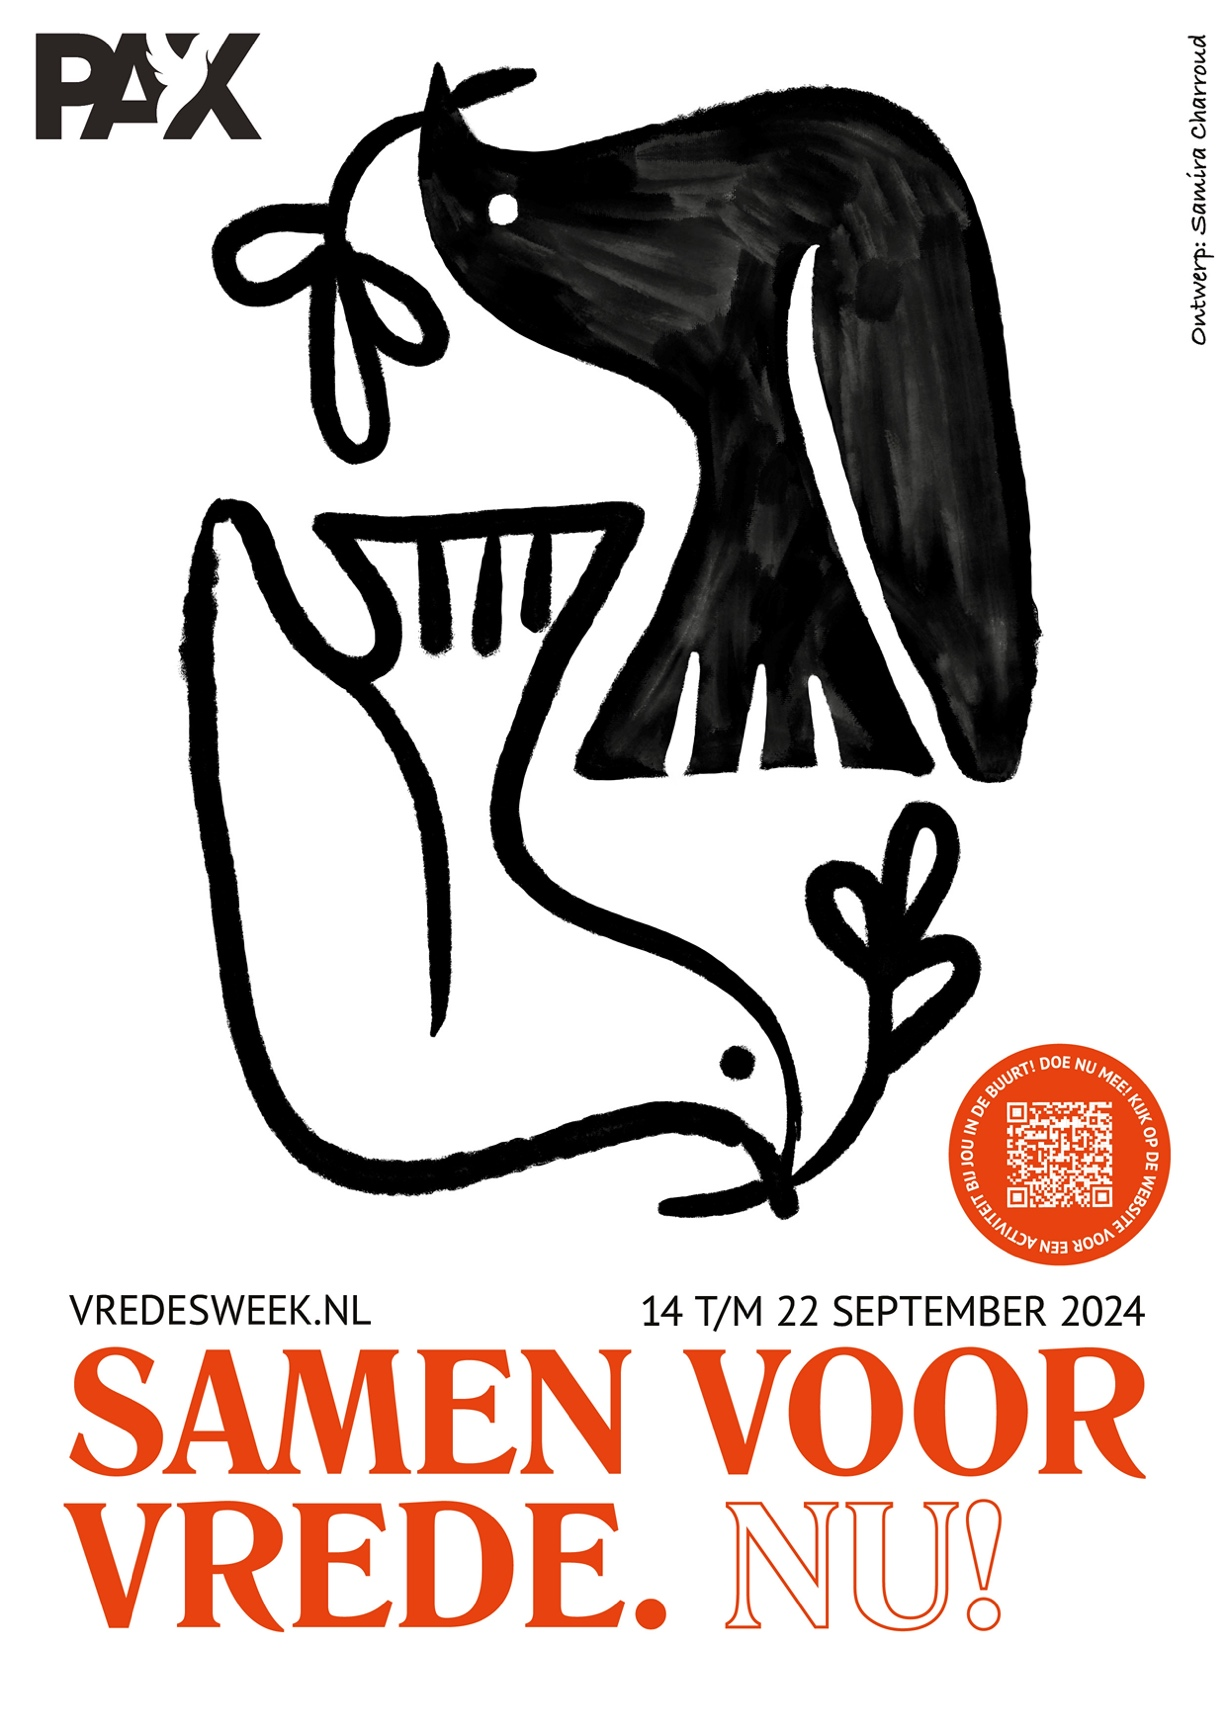 PAX
Ontwerp: Samira Charroud
DOE NU MEE! KIJK OP DE WEBSITE VOOR EEN ACTIVITEIT BIJ JOU IN DE BUURT!
VREDESWEEK.NL
14 T/M 22 SEPTEMBER 2024
SAMEN VOOR
VREDE. NU!